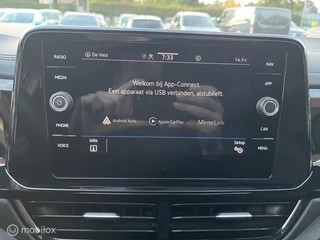 RADIO
De Vest
7:33
14.5°C
NAV
MEDIA
APP
Welkom bij App-Connect.
Een apparaat via USB verbinden, alstublieft.
PHONE
Android Auto
Apple CarPlay
MirrorLink
CAR
VOICE
Info
Setup
MENU
mobilox